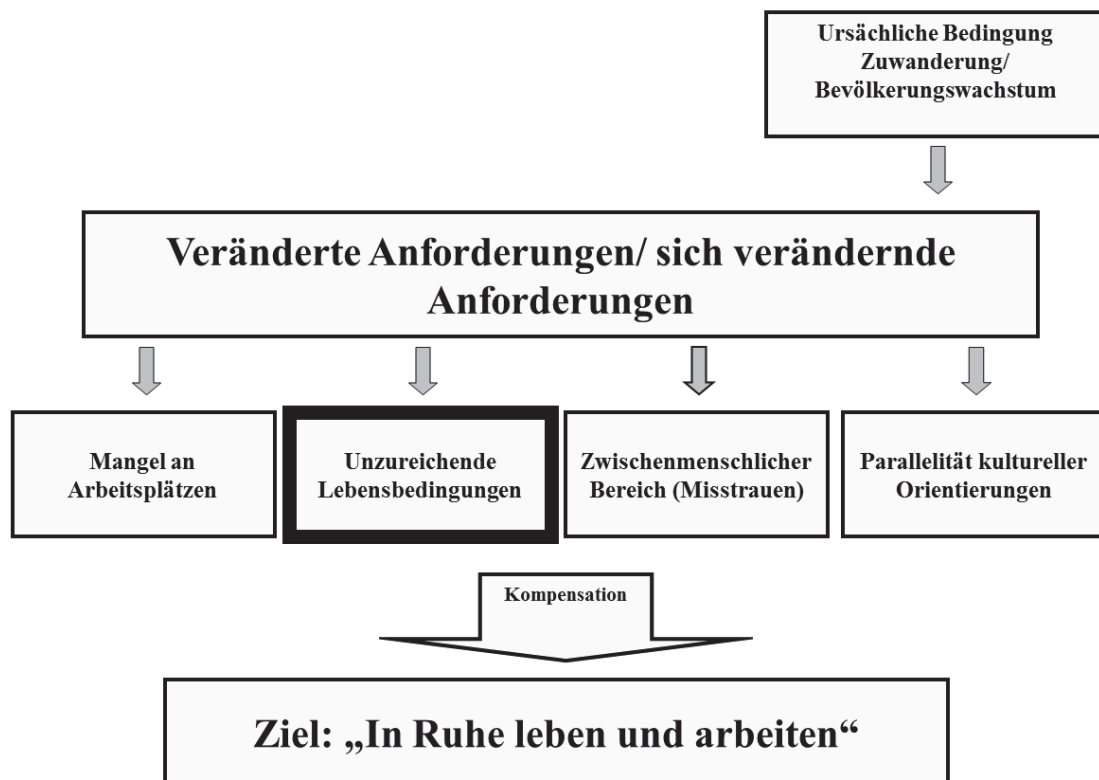 Ursächliche Bedingung
Zuwanderung/
Bevölkerungswachstum
Veränderte Anforderungen/ sich verändernde
Anforderungen
Mangel an
Arbeitsplätzen
Unzureichende
Lebensbedingungen
Zwischenmenschlicher
Bereich (Misstrauen)
Parallelität kultureller
Orientierungen
Kompensation
Ziel: „In Ruhe leben und arbeiten“